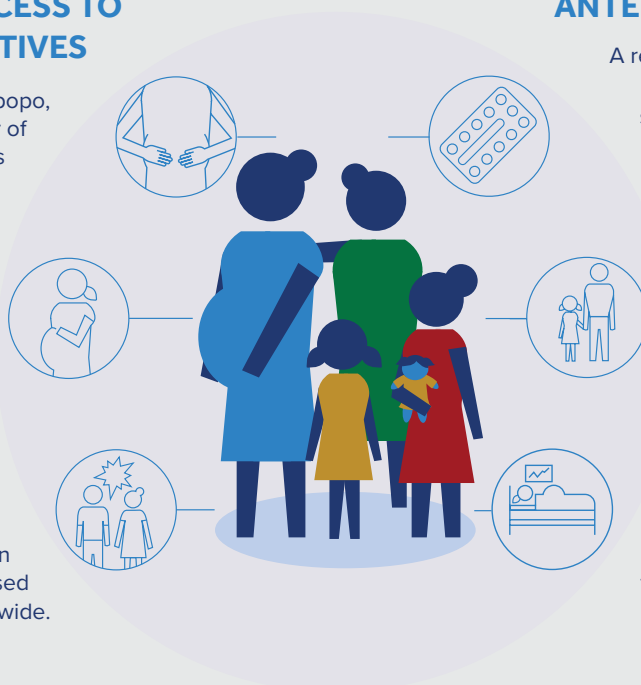 CESS TO
TIVES
popo,
of
s
n
sed
wide.
ANTE
A re
s